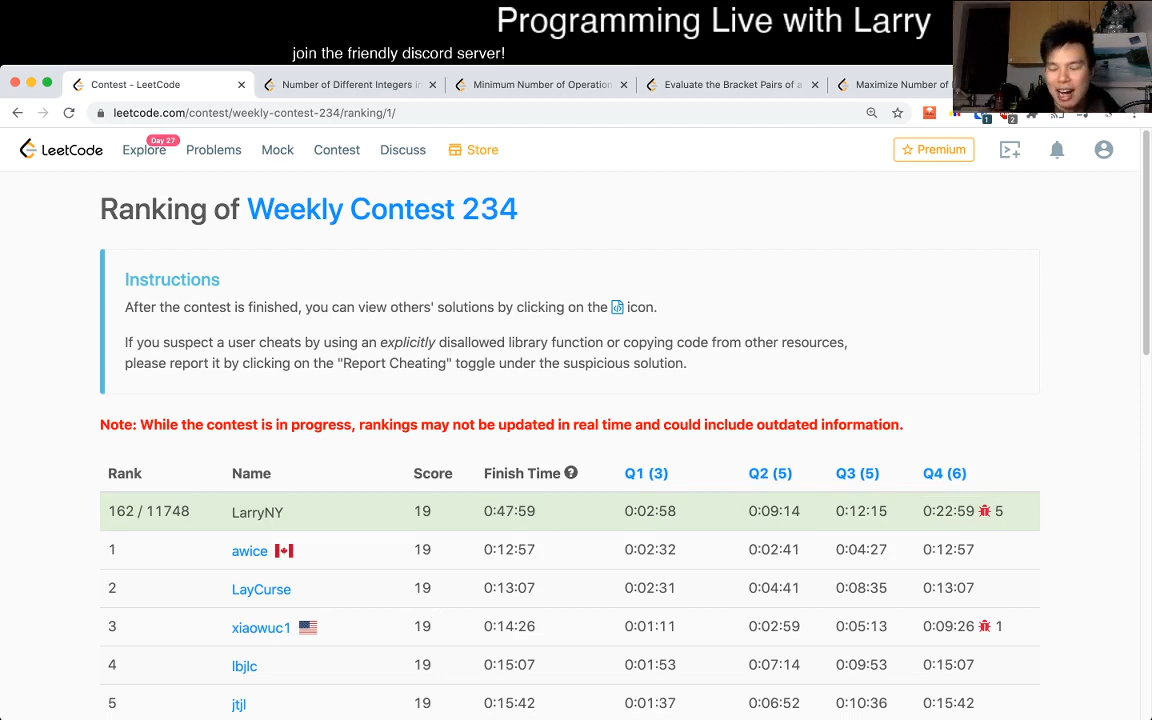 Programming Live with Larry
join the friendly discord server!
Contest - LeetCode
Number of Different Integers in
Minimum Number of Operation
Evaluate the Bracket Pairs of a
Maximize Number of
leetcode.com/contest/weekly-contest-234/ranking/1/
LeetCode Explore Day 27 Problems Mock Contest Discuss Store Premium
Ranking of Weekly Contest 234
Instructions
After the contest is finished, you can view others' solutions by clicking on the icon.
If you suspect a user cheats by using an explicitly disallowed library function or copying code from other resources,
please report it by clicking on the "Report Cheating" toggle under the suspicious solution.
Note: While the contest is in progress, rankings may not be updated in real time and could include outdated information.
Rank Name Score Finish Time Q1 (3) Q2 (5) Q3 (5) Q4 (6)
162 / 11748 LarryNY 19 0:47:59 0:02:58 0:09:14 0:12:15 0:22:59 5
1 awice 19 0:12:57 0:02:32 0:02:41 0:04:27 0:12:57
2 LayCurse 19 0:13:07 0:02:31 0:04:41 0:08:35 0:13:07
3 xiaowuc1 19 0:14:26 0:01:11 0:02:59 0:05:13 0:09:26 1
4 lbjlc 19 0:15:07 0:01:53 0:07:14 0:09:53 0:15:07
5 jtjl 19 0:15:42 0:01:37 0:06:52 0:10:36 0:15:42